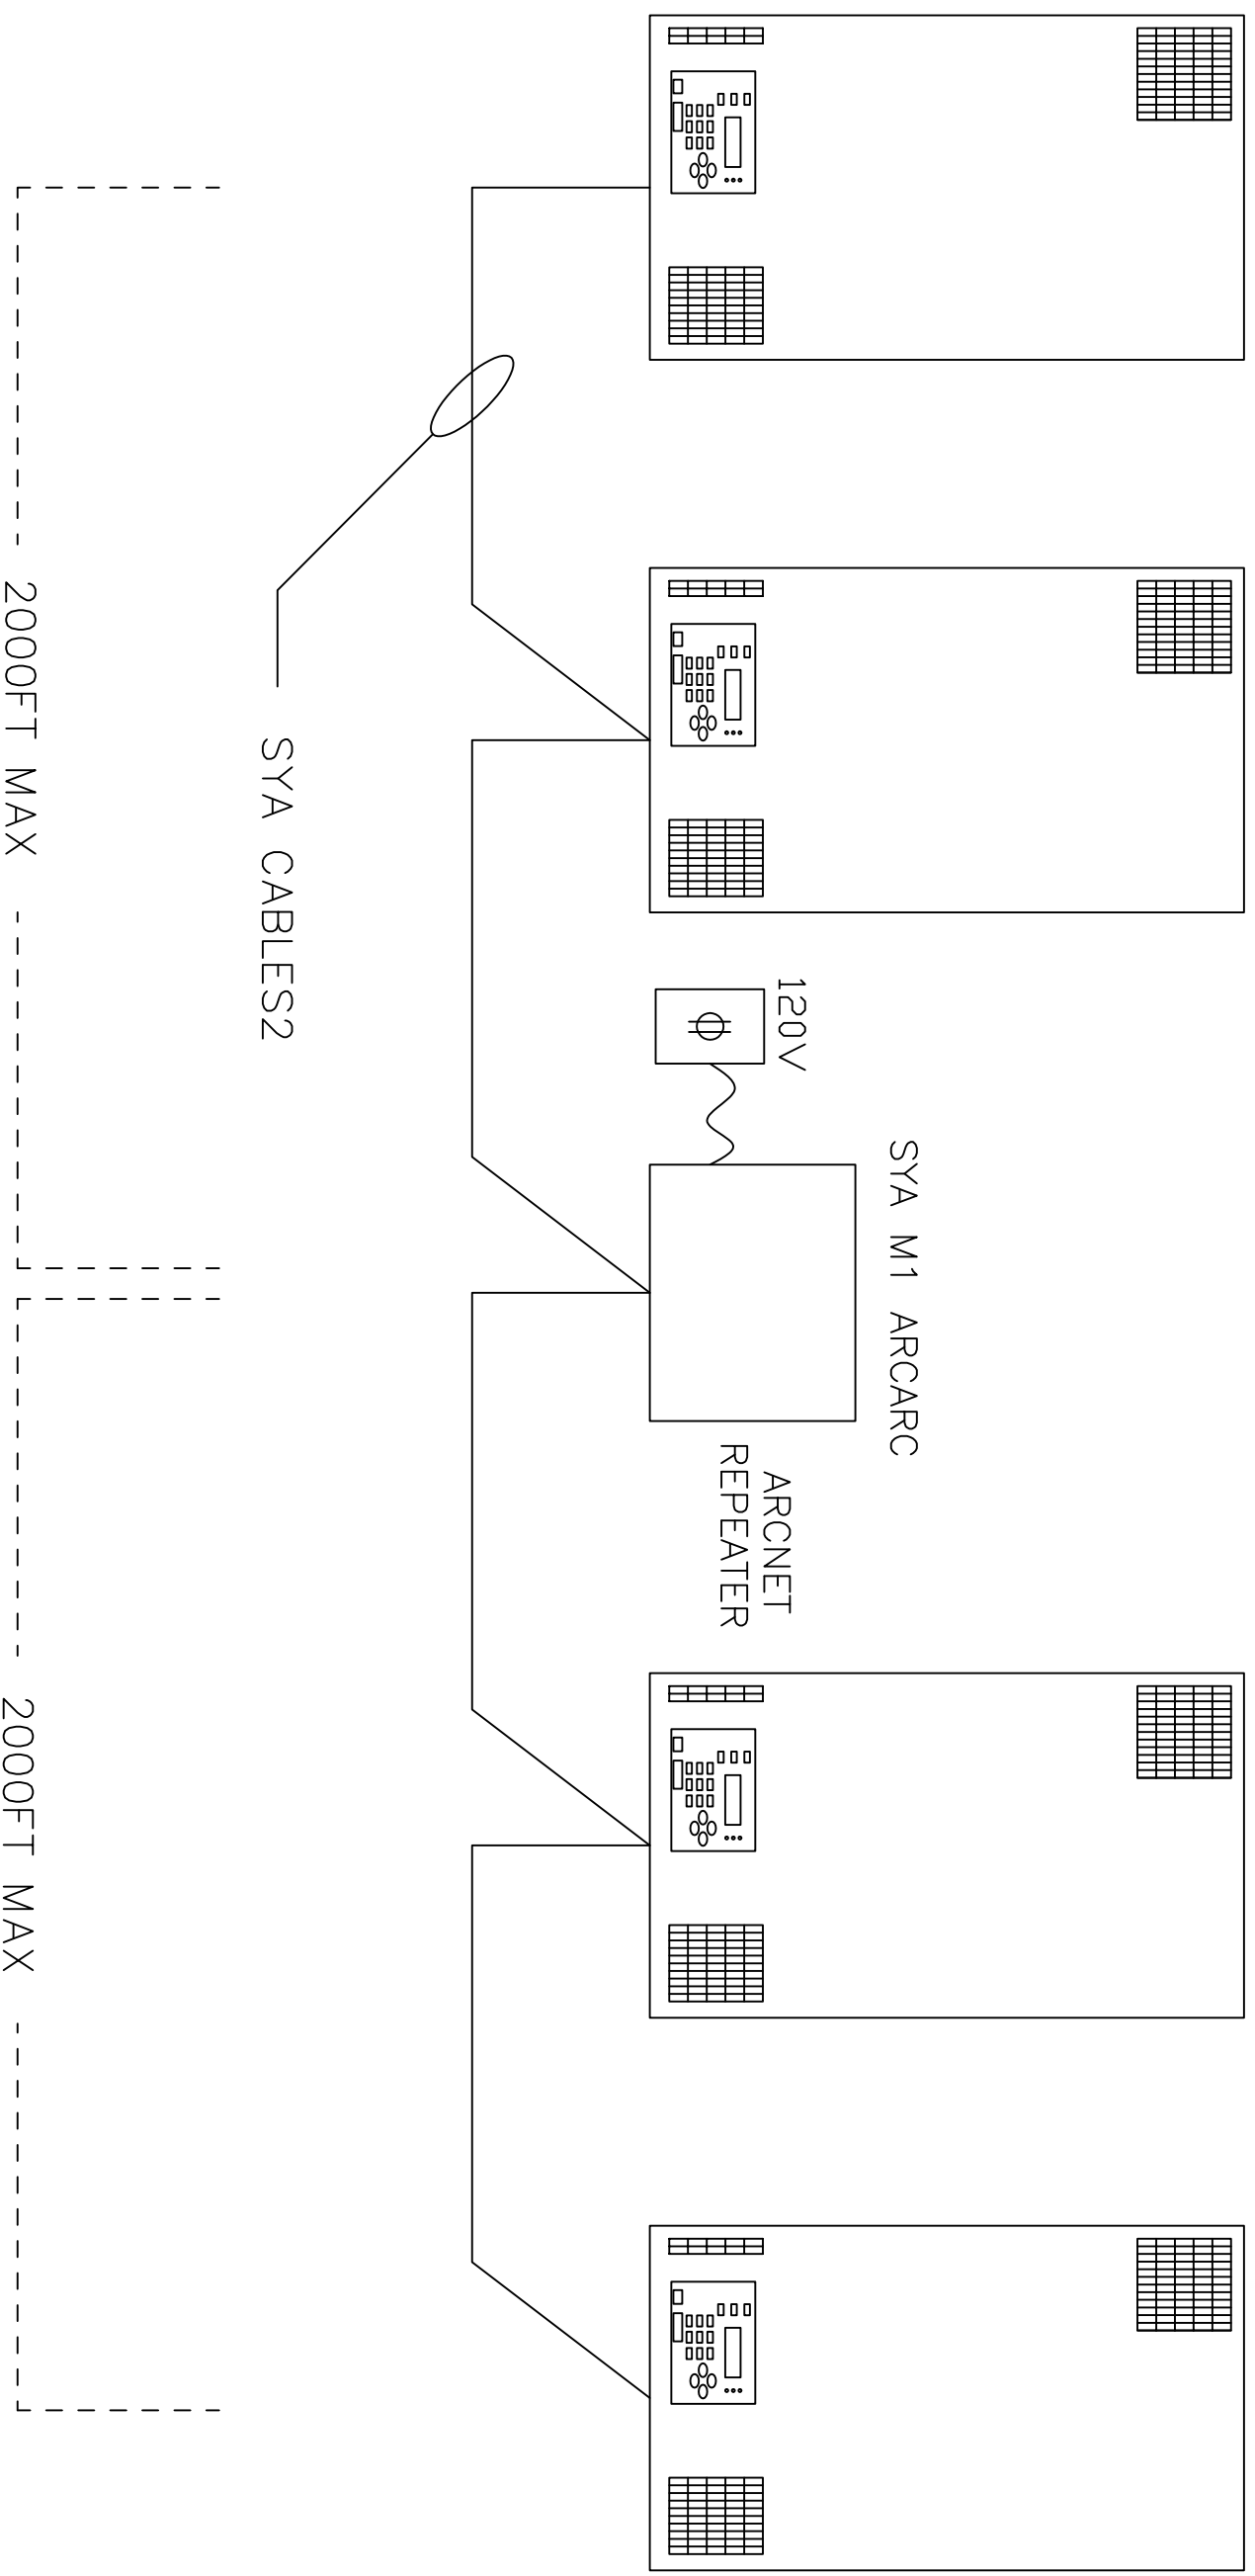 SYA M1 ARCARC
120V
ARCNET
REPEATER
SYA CABLES2
2000FT MAX
2000FT MAX